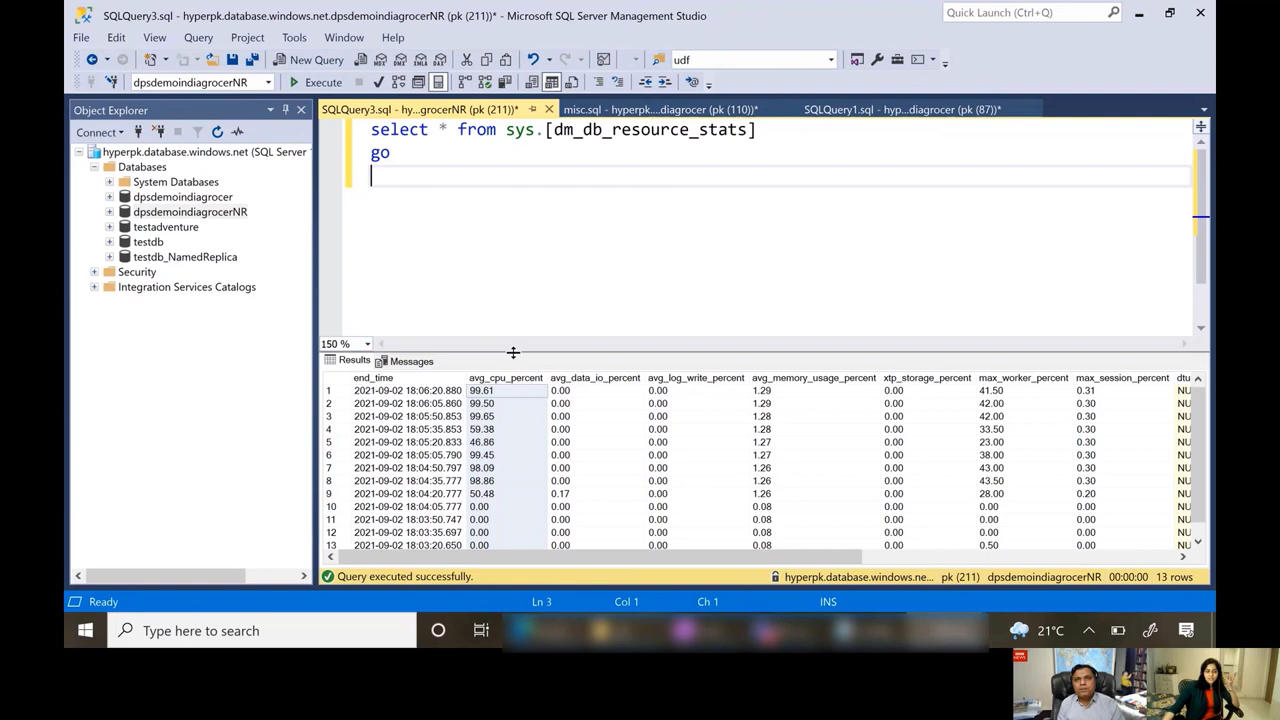 SQLQuery3.sql - hyperpk.database.windows.net.dpsdemoindiagrocerNR (pk (211))* - Microsoft SQL Server Management Studio
Quick Launch (Ctrl+Q)
File Edit View Query Project Tools Window Help
New Query
udf
dpsdemoindiagrocerNR
Execute
Object Explorer
Connect
hyperpk.database.windows.net (SQL Server
Databases
System Databases
dpsdemoindiagrocer
dpsdemoindiagrocerNR
testadventure
testdb
testdb_NamedReplica
Security
Integration Services Catalogs
SQLQuery3.sql - hy...grocerNR (pk (211))* misc.sql - hyperpk....diagrocer (pk (110))* SQLQuery1.sql - hyp...diagrocer (pk (87))*
select * from sys.[dm_db_resource_stats]
go
150 %
Results Messages
end_time avg_cpu_percent avg_data_io_percent avg_log_write_percent avg_memory_usage_percent xtp_storage_percent max_worker_percent max_session_percent dtu
1 2021-09-02 18:06:20.880 99.61 0.00 0.00 1.29 0.00 41.50 0.31 NU
2 2021-09-02 18:06:05.860 99.50 0.00 0.00 1.29 0.00 42.00 0.30 NU
3 2021-09-02 18:05:50.853 99.65 0.00 0.00 1.28 0.00 42.00 0.30 NU
4 2021-09-02 18:05:35.853 59.38 0.00 0.00 1.28 0.00 33.50 0.30 NU
5 2021-09-02 18:05:20.833 46.86 0.00 0.00 1.27 0.00 23.00 0.30 NU
6 2021-09-02 18:05:05.790 99.45 0.00 0.00 1.27 0.00 38.00 0.30 NU
7 2021-09-02 18:04:50.797 98.09 0.00 0.00 1.26 0.00 43.00 0.30 NU
8 2021-09-02 18:04:35.777 98.86 0.00 0.00 1.26 0.00 43.50 0.30 NU
9 2021-09-02 18:04:20.777 50.48 0.17 0.00 1.26 0.00 28.00 0.20 NU
10 2021-09-02 18:04:05.777 0.00 0.00 0.00 0.08 0.00 0.00 0.00 NU
11 2021-09-02 18:03:50.747 0.00 0.00 0.00 0.08 0.00 0.00 0.00 NU
12 2021-09-02 18:03:35.697 0.00 0.00 0.00 0.08 0.00 0.00 0.00 NU
13 2021-09-02 18:03:20.650 0.00 0.00 0.00 0.08 0.00 0.50 0.00 NU
Query executed successfully. hyperpk.database.windows.ne... pk (211) dpsdemoindiagrocerNR 00:00:00 13 rows
Ready Ln 3 Col 1 Ch 1 INS
Type here to search 21°C